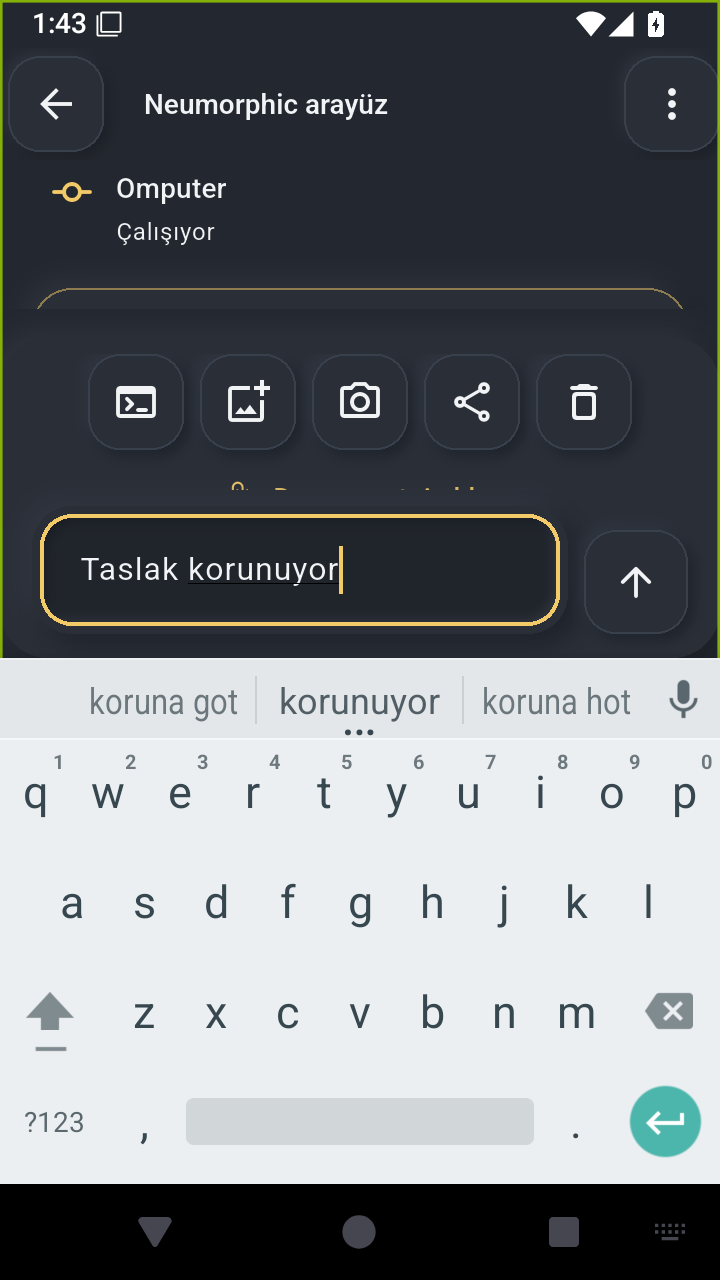 1:43
Neumorphic arayüz
Omputer
Çalışıyor
Taslak korunuyor
koruna got korunuyor koruna hot
1 2 3 4 5 6 7 8 9 0
q w e r t y u i o p
a s d f g h j k l
z x c v b n m
?123 , .